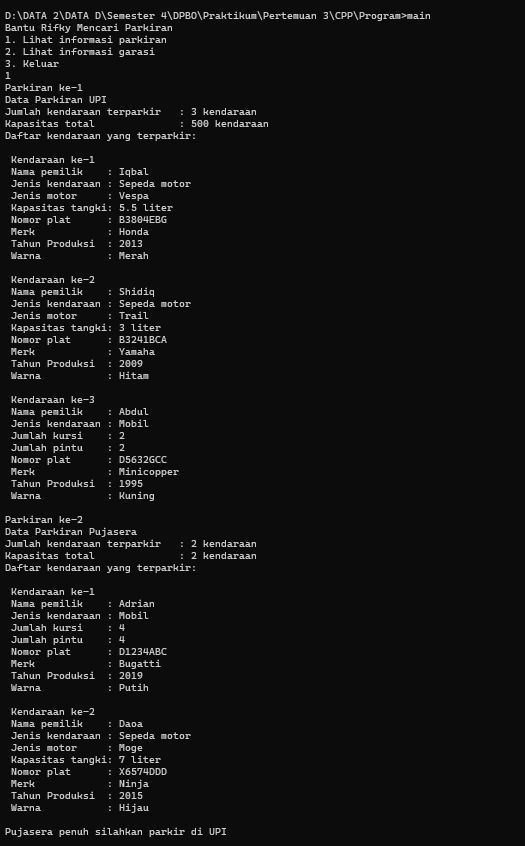 D:\DATA 2\DATA D\Semester 4\DPBO\Praktikum\Pertemuan 3\CPP\Program>main
Bantu Rifky Mencari Parkiran
1. Lihat informasi parkiran
2. Lihat informasi garasi
3. Keluar
1
Parkiran ke-1
Data Parkiran UPI
Jumlah kendaraan terparkir   : 3 kendaraan
Kapasitas total              : 500 kendaraan
Daftar kendaraan yang terparkir:

 Kendaraan ke-1
 Nama pemilik    : Iqbal
 Jenis kendaraan : Sepeda motor
 Jenis motor     : Vespa
 Kapasitas tangki: 5.5 liter
 Nomor plat      : B3804EBG
 Merk            : Honda
 Tahun Produksi  : 2013
 Warna           : Merah

 Kendaraan ke-2
 Nama pemilik    : Shidiq
 Jenis kendaraan : Sepeda motor
 Jenis motor     : Trail
 Kapasitas tangki: 3 liter
 Nomor plat      : B3241BCA
 Merk            : Yamaha
 Tahun Produksi  : 2009
 Warna           : Hitam

 Kendaraan ke-3
 Nama pemilik    : Abdul
 Jenis kendaraan : Mobil
 Jumlah kursi    : 2
 Jumlah pintu    : 2
 Nomor plat      : D5632GCC
 Merk            : Minicopper
 Tahun Produksi  : 1995
 Warna           : Kuning

Parkiran ke-2
Data Parkiran Pujasera
Jumlah kendaraan terparkir   : 2 kendaraan
Kapasitas total              : 2 kendaraan
Daftar kendaraan yang terparkir:

 Kendaraan ke-1
 Nama pemilik    : Adrian
 Jenis kendaraan : Mobil
 Jumlah kursi    : 4
 Jumlah pintu    : 4
 Nomor plat      : D1234ABC
 Merk            : Bugatti
 Tahun Produksi  : 2019
 Warna           : Putih

 Kendaraan ke-2
 Nama pemilik    : Daoa
 Jenis kendaraan : Sepeda motor
 Jenis motor     : Moge
 Kapasitas tangki: 7 liter
 Nomor plat      : X6574DDD
 Merk            : Ninja
 Tahun Produksi  : 2015
 Warna           : Hijau

Pujasera penuh silahkan parkir di UPI